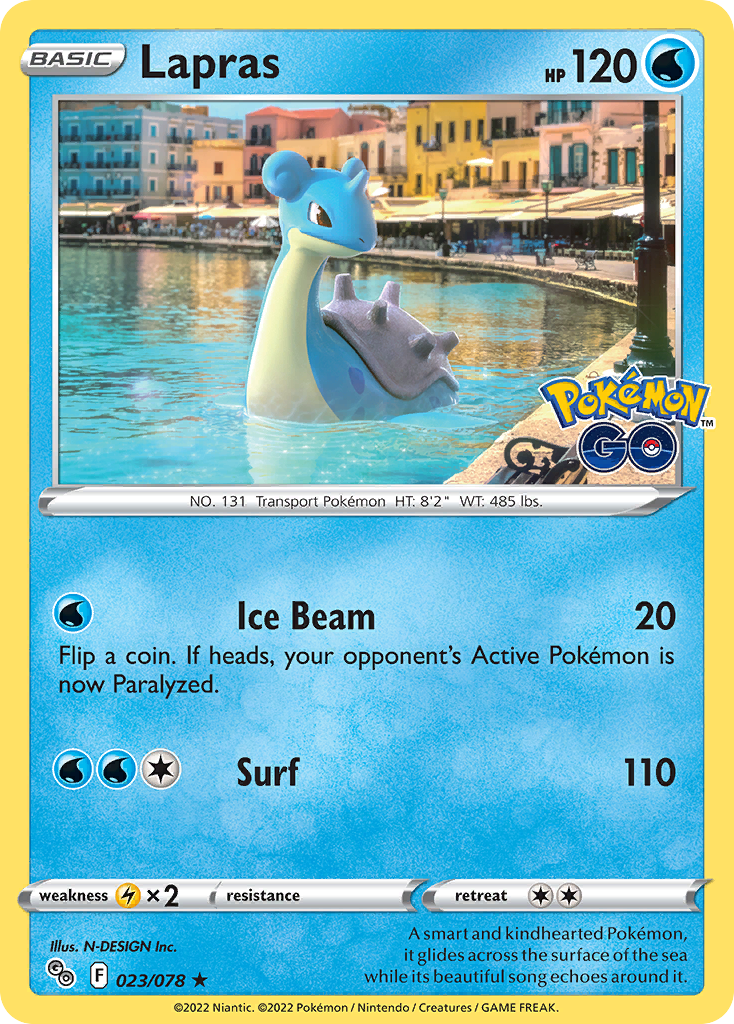 BASIC Lapras HP 120
POKéMON™
GO
NO. 131 Transport Pokémon HT: 8'2" WT: 485 lbs.
Ice Beam 20
Flip a coin. If heads, your opponent's Active Pokémon is
now Paralyzed.
Surf 110
weakness ×2 resistance retreat
Illus. N-DESIGN Inc.
GO F 023/078 ★
A smart and kindhearted Pokémon,
it glides across the surface of the sea
while its beautiful song echoes around it.
©2022 Niantic. ©2022 Pokémon / Nintendo / Creatures / GAME FREAK.